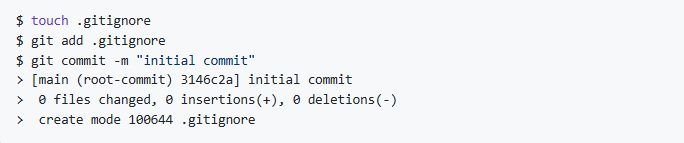 $ touch .gitignore
$ git add .gitignore
$ git commit -m "initial commit"
> [main (root-commit) 3146c2a] initial commit
>  0 files changed, 0 insertions(+), 0 deletions(-)
>  create mode 100644 .gitignore